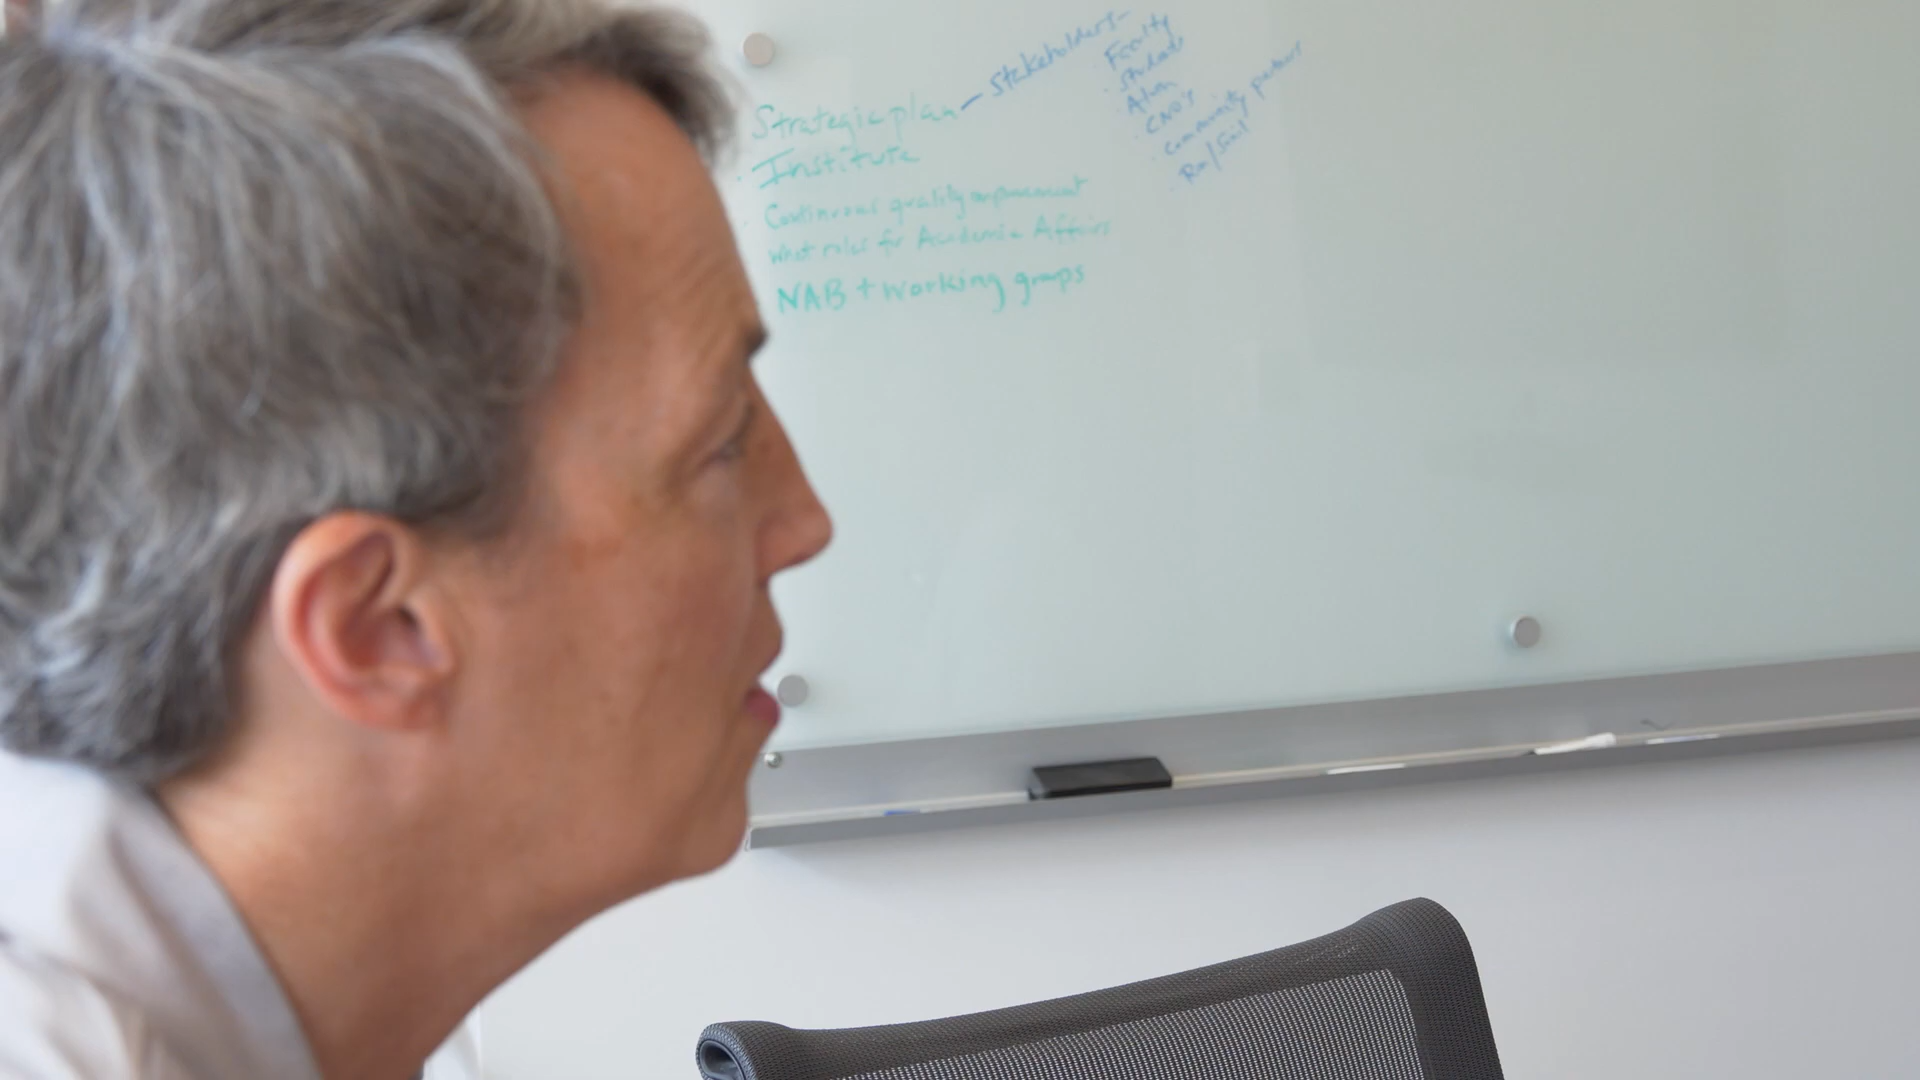 Strategic plan – Stakeholders –
Faculty
· Students
Alum
· CNO's
· Community partners
· Institute
· Continuous quality improvement
What roles for Academic Affairs
NAB + working groups